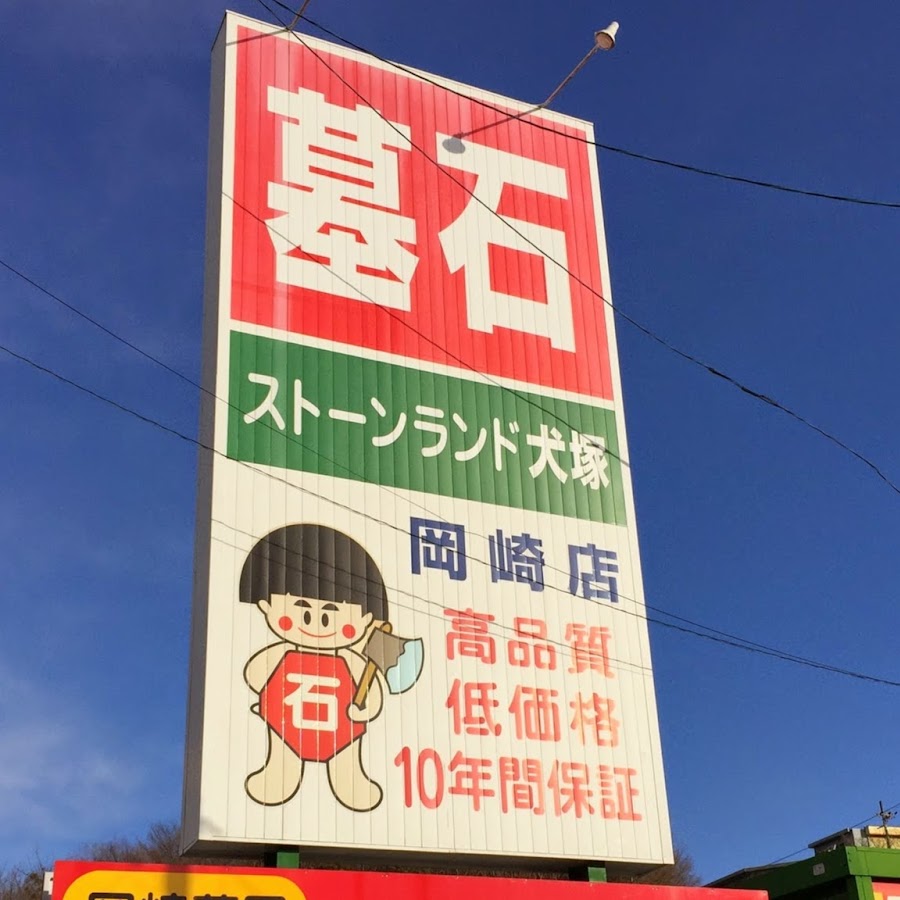 墓石
ストーンランド犬塚
岡崎店
石
高品質
低価格
10年間保証